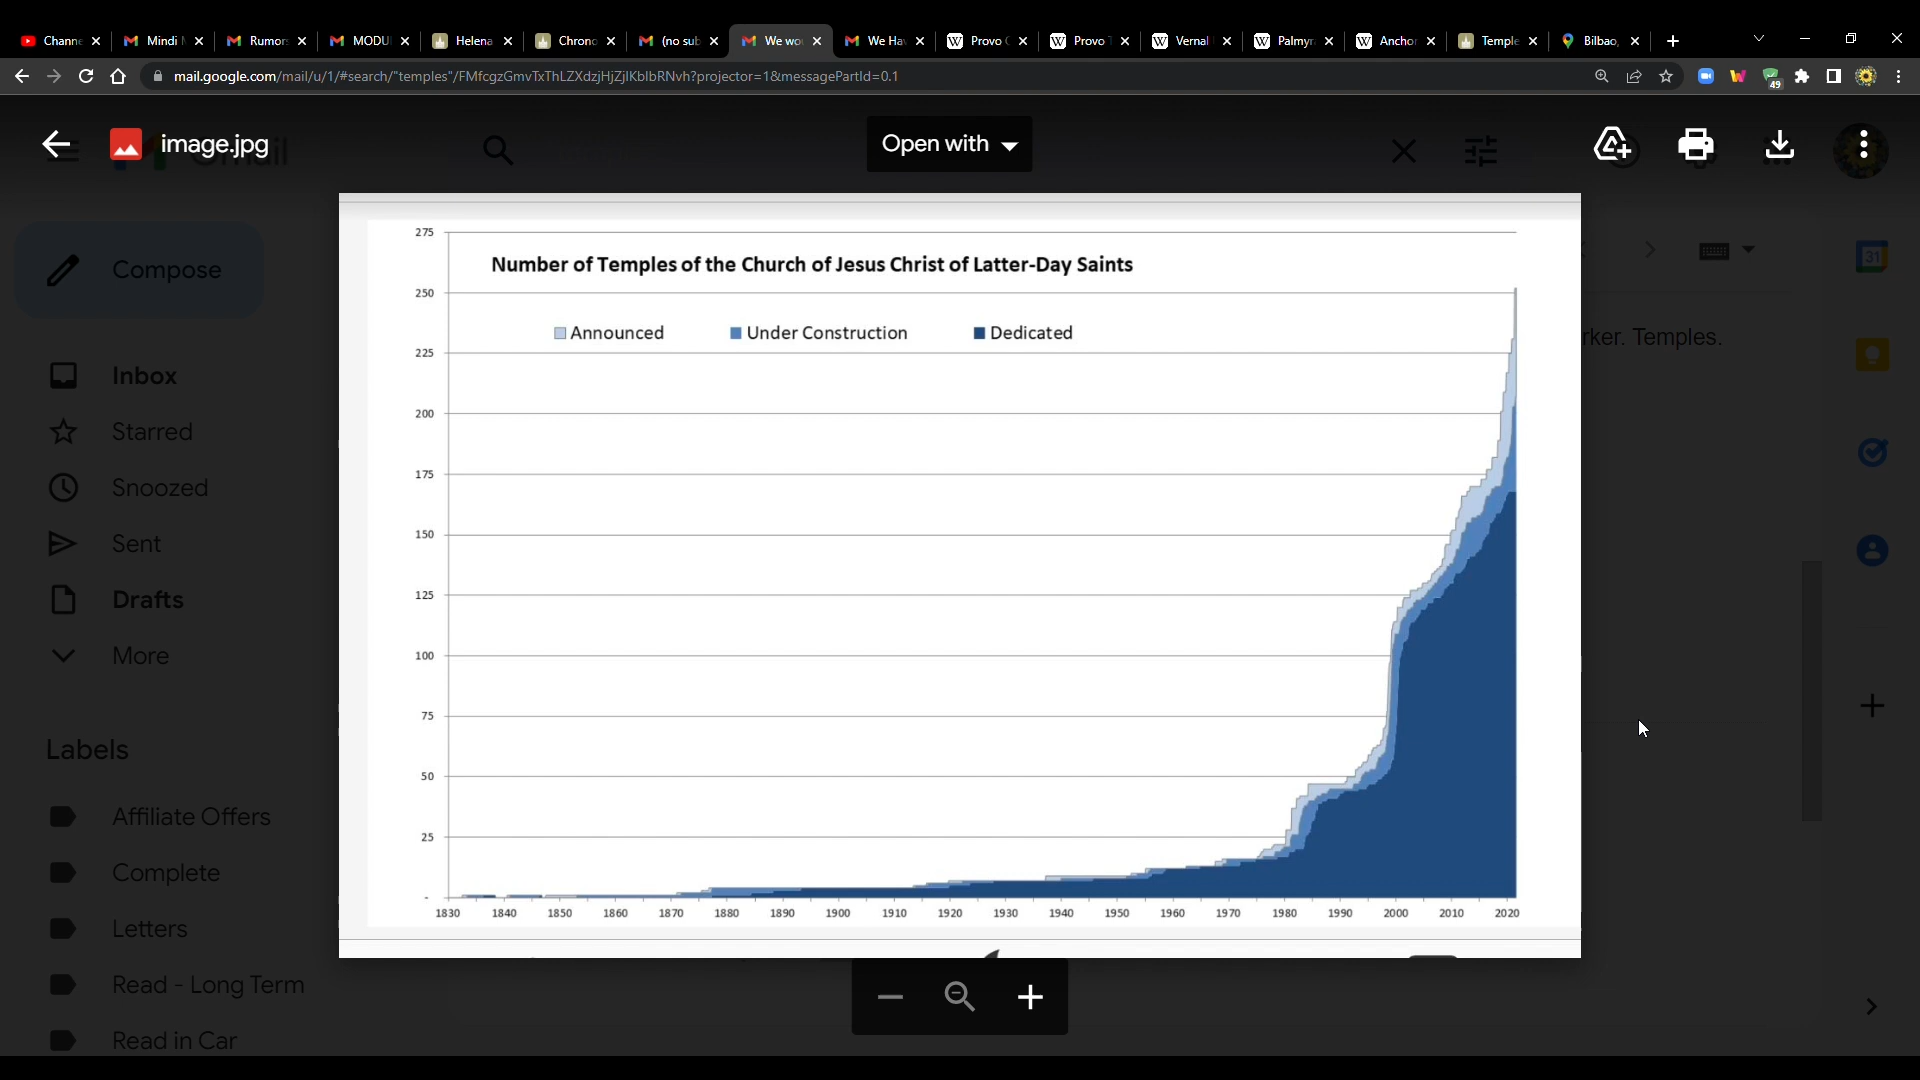 Channe
Mindi
Rumors
MODU
Helena
Chrono
(no sub
We wo
We Ha
Provo
Provo
Vernal
Palmyr
Anchor
Temple
Bilbao,
mail.google.com/mail/u/1/#search/"temples"/FMfcgzGmvTxThLZXdzjHjZjlKblbRNvh?projector=1&messagePartId=0.1
49
image.jpg
Open with
Compose
Inbox
Starred
Snoozed
Sent
Drafts
More
Labels
Affiliate Offers
Complete
Letters
Read - Long Term
Read in Car
rker. Temples.
31
Number of Temples of the Church of Jesus Christ of Latter-Day Saints
Announced
Under Construction
Dedicated
275
250
225
200
175
150
125
100
75
50
25
-
1830 1840 1850 1860 1870 1880 1890 1900 1910 1920 1930 1940 1950 1960 1970 1980 1990 2000 2010 2020